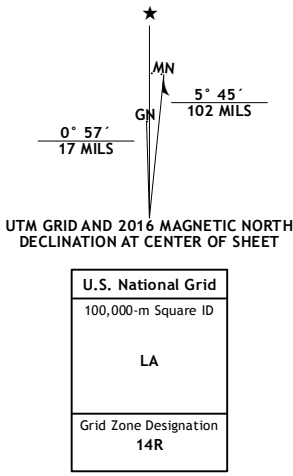 MN
GN
5° 45´
102 MILS
0° 57´
17 MILS
UTM GRID AND 2016 MAGNETIC NORTH
DECLINATION AT CENTER OF SHEET
U.S. National Grid
100,000-m Square ID
LA
Grid Zone Designation
14R